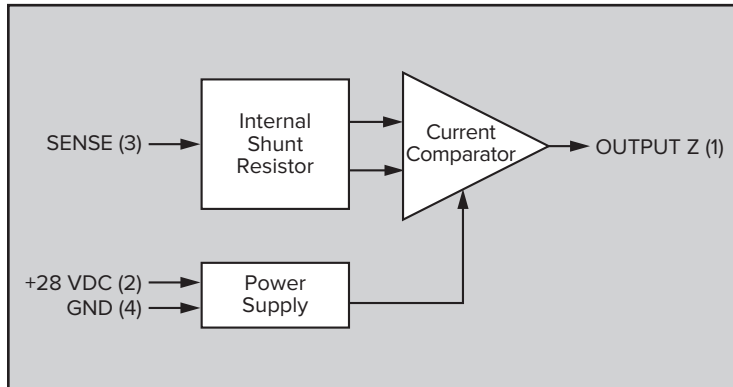 SENSE (3)
Internal
Shunt
Resistor
Current
Comparator
OUTPUT Z (1)
+28 VDC (2)
GND (4)
Power
Supply